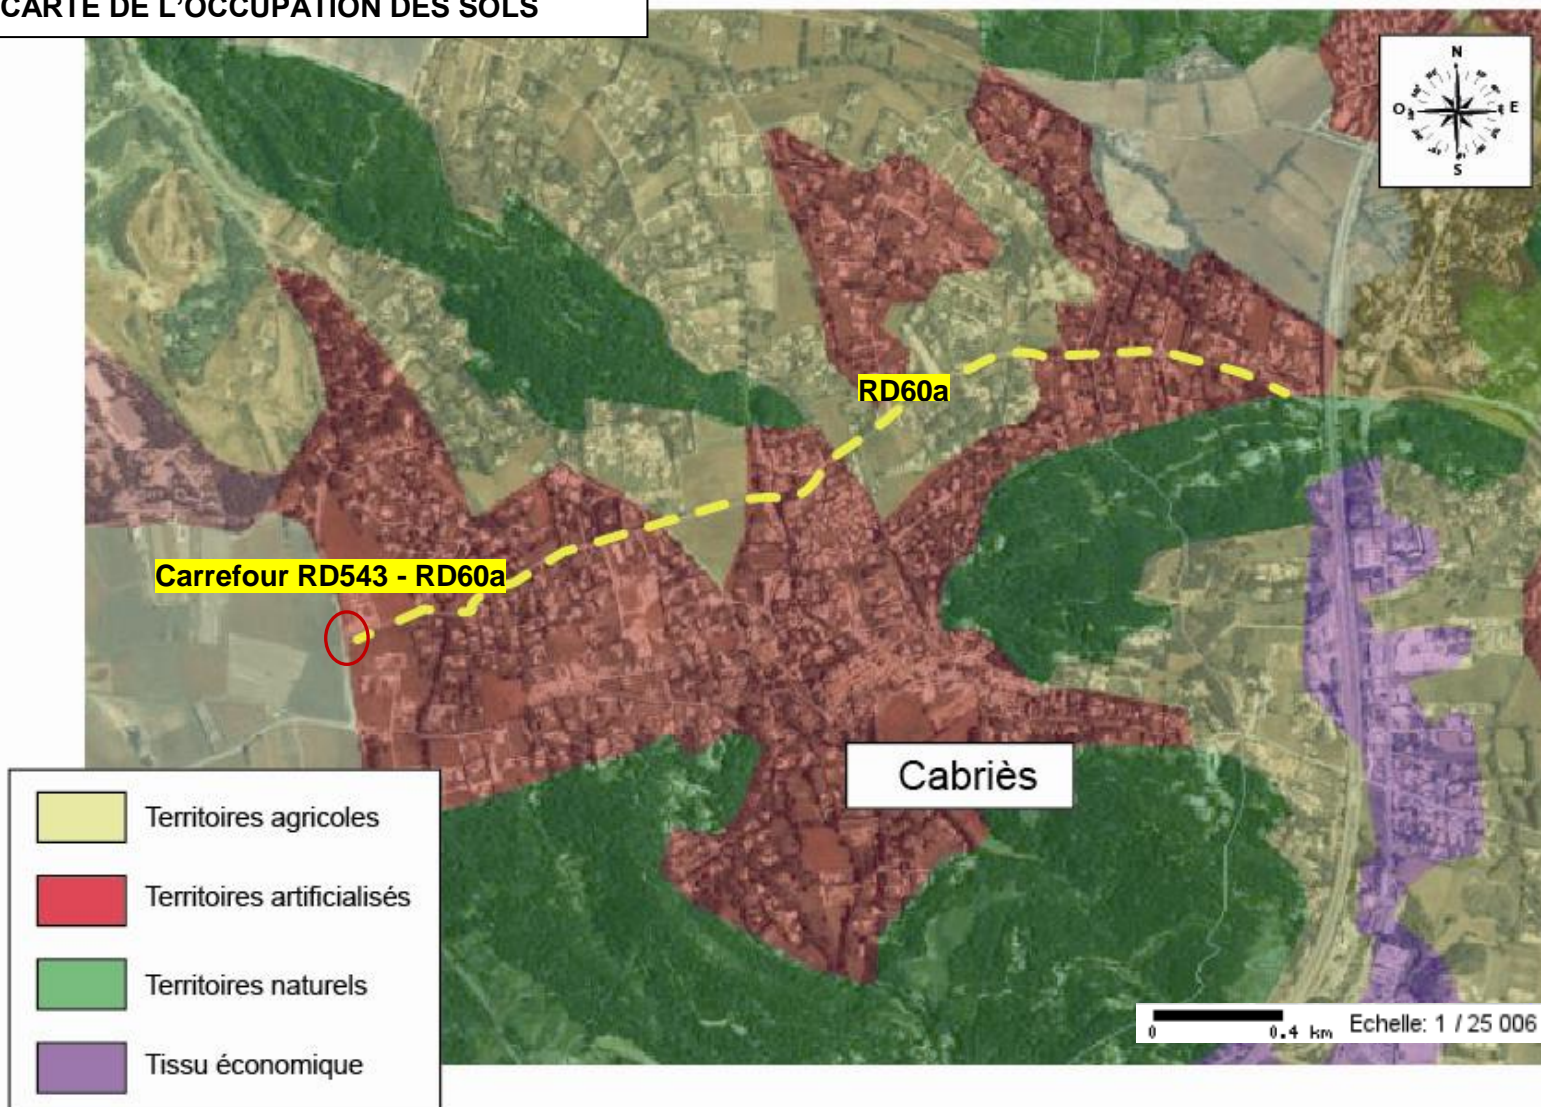 CARTE DE L'OCCUPATION DES SOLS
N
O
E
S
RD60a
Carrefour RD543 - RD60a
Cabriès
Territoires agricoles
Territoires artificialisés
Territoires naturels
Tissu économique
0 0.4 km Echelle: 1 / 25 006